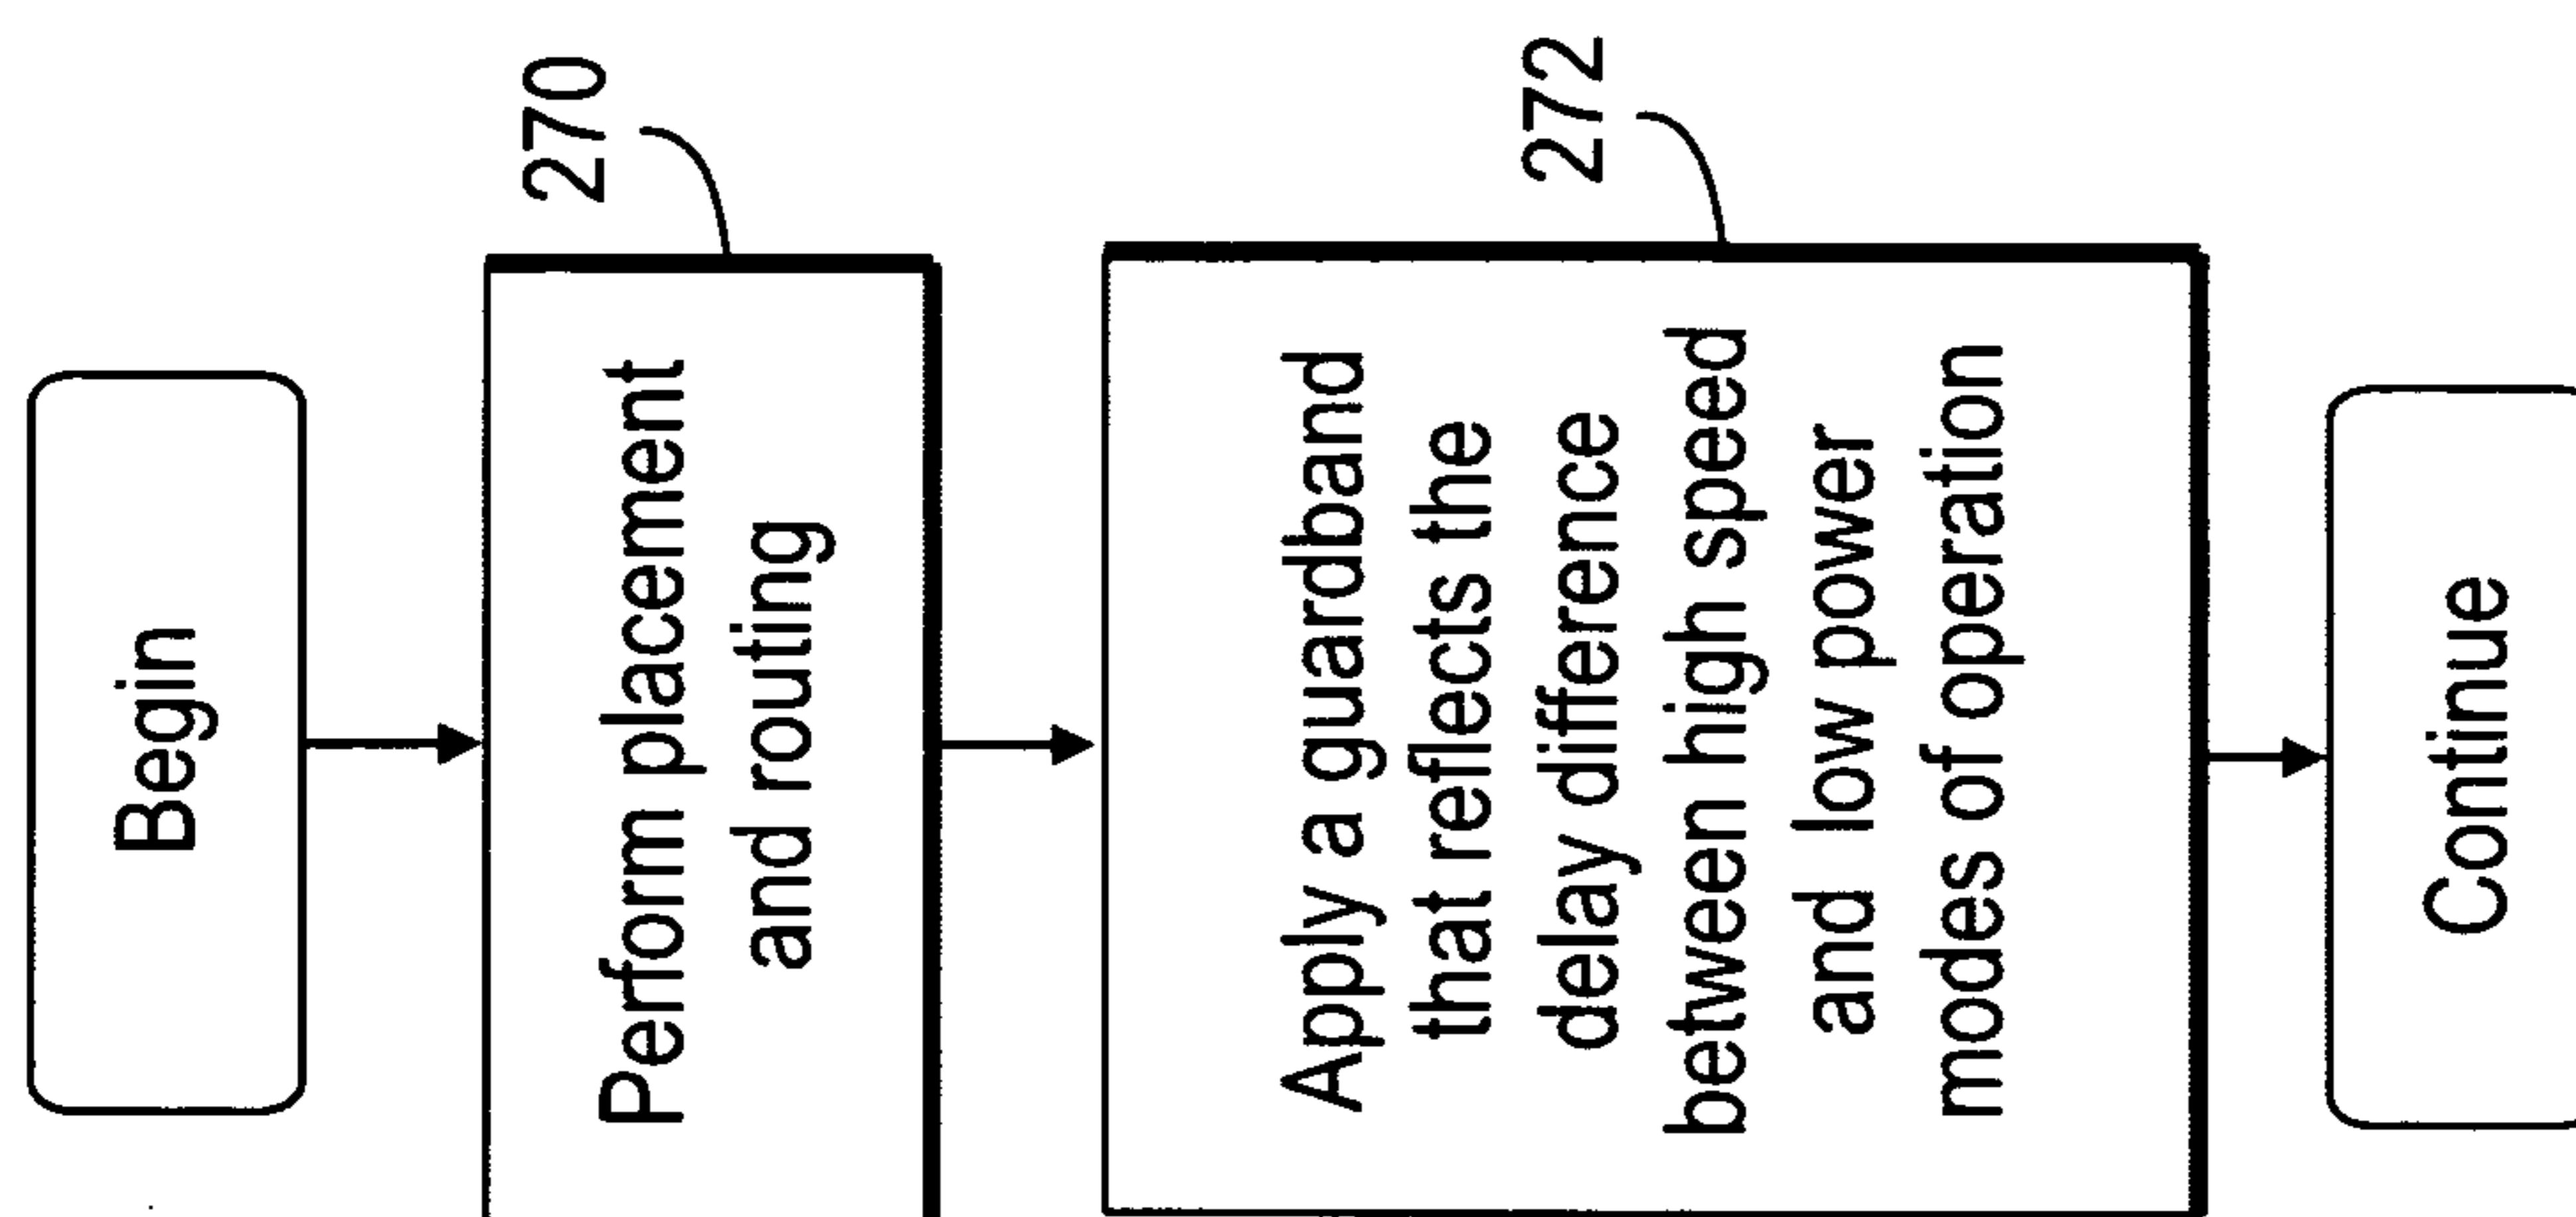 Begin
270
Perform placement
and routing
272
Apply a guardband
that reflects the
delay difference
between high speed
and low power
modes of operation
Continue